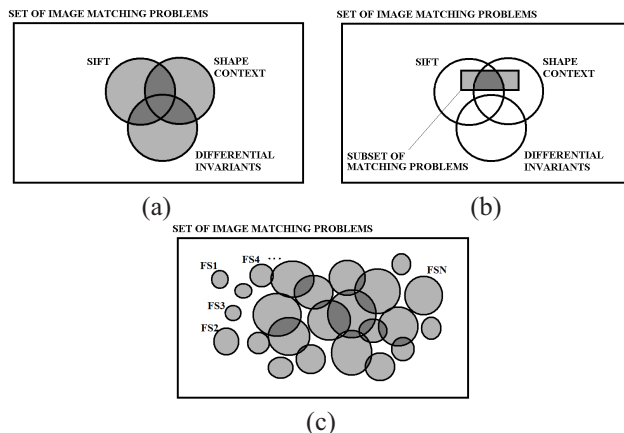 SET OF IMAGE MATCHING PROBLEMS
SIFT
SHAPE
CONTEXT
DIFFERENTIAL
INVARIANTS
(a)
SET OF IMAGE MATCHING PROBLEMS
SIFT
SHAPE
CONTEXT
SUBSET OF
MATCHING PROBLEMS
DIFFERENTIAL
INVARIANTS
(b)
SET OF IMAGE MATCHING PROBLEMS
FS1
FS4 ...
FSN
FS3
FS2
(c)